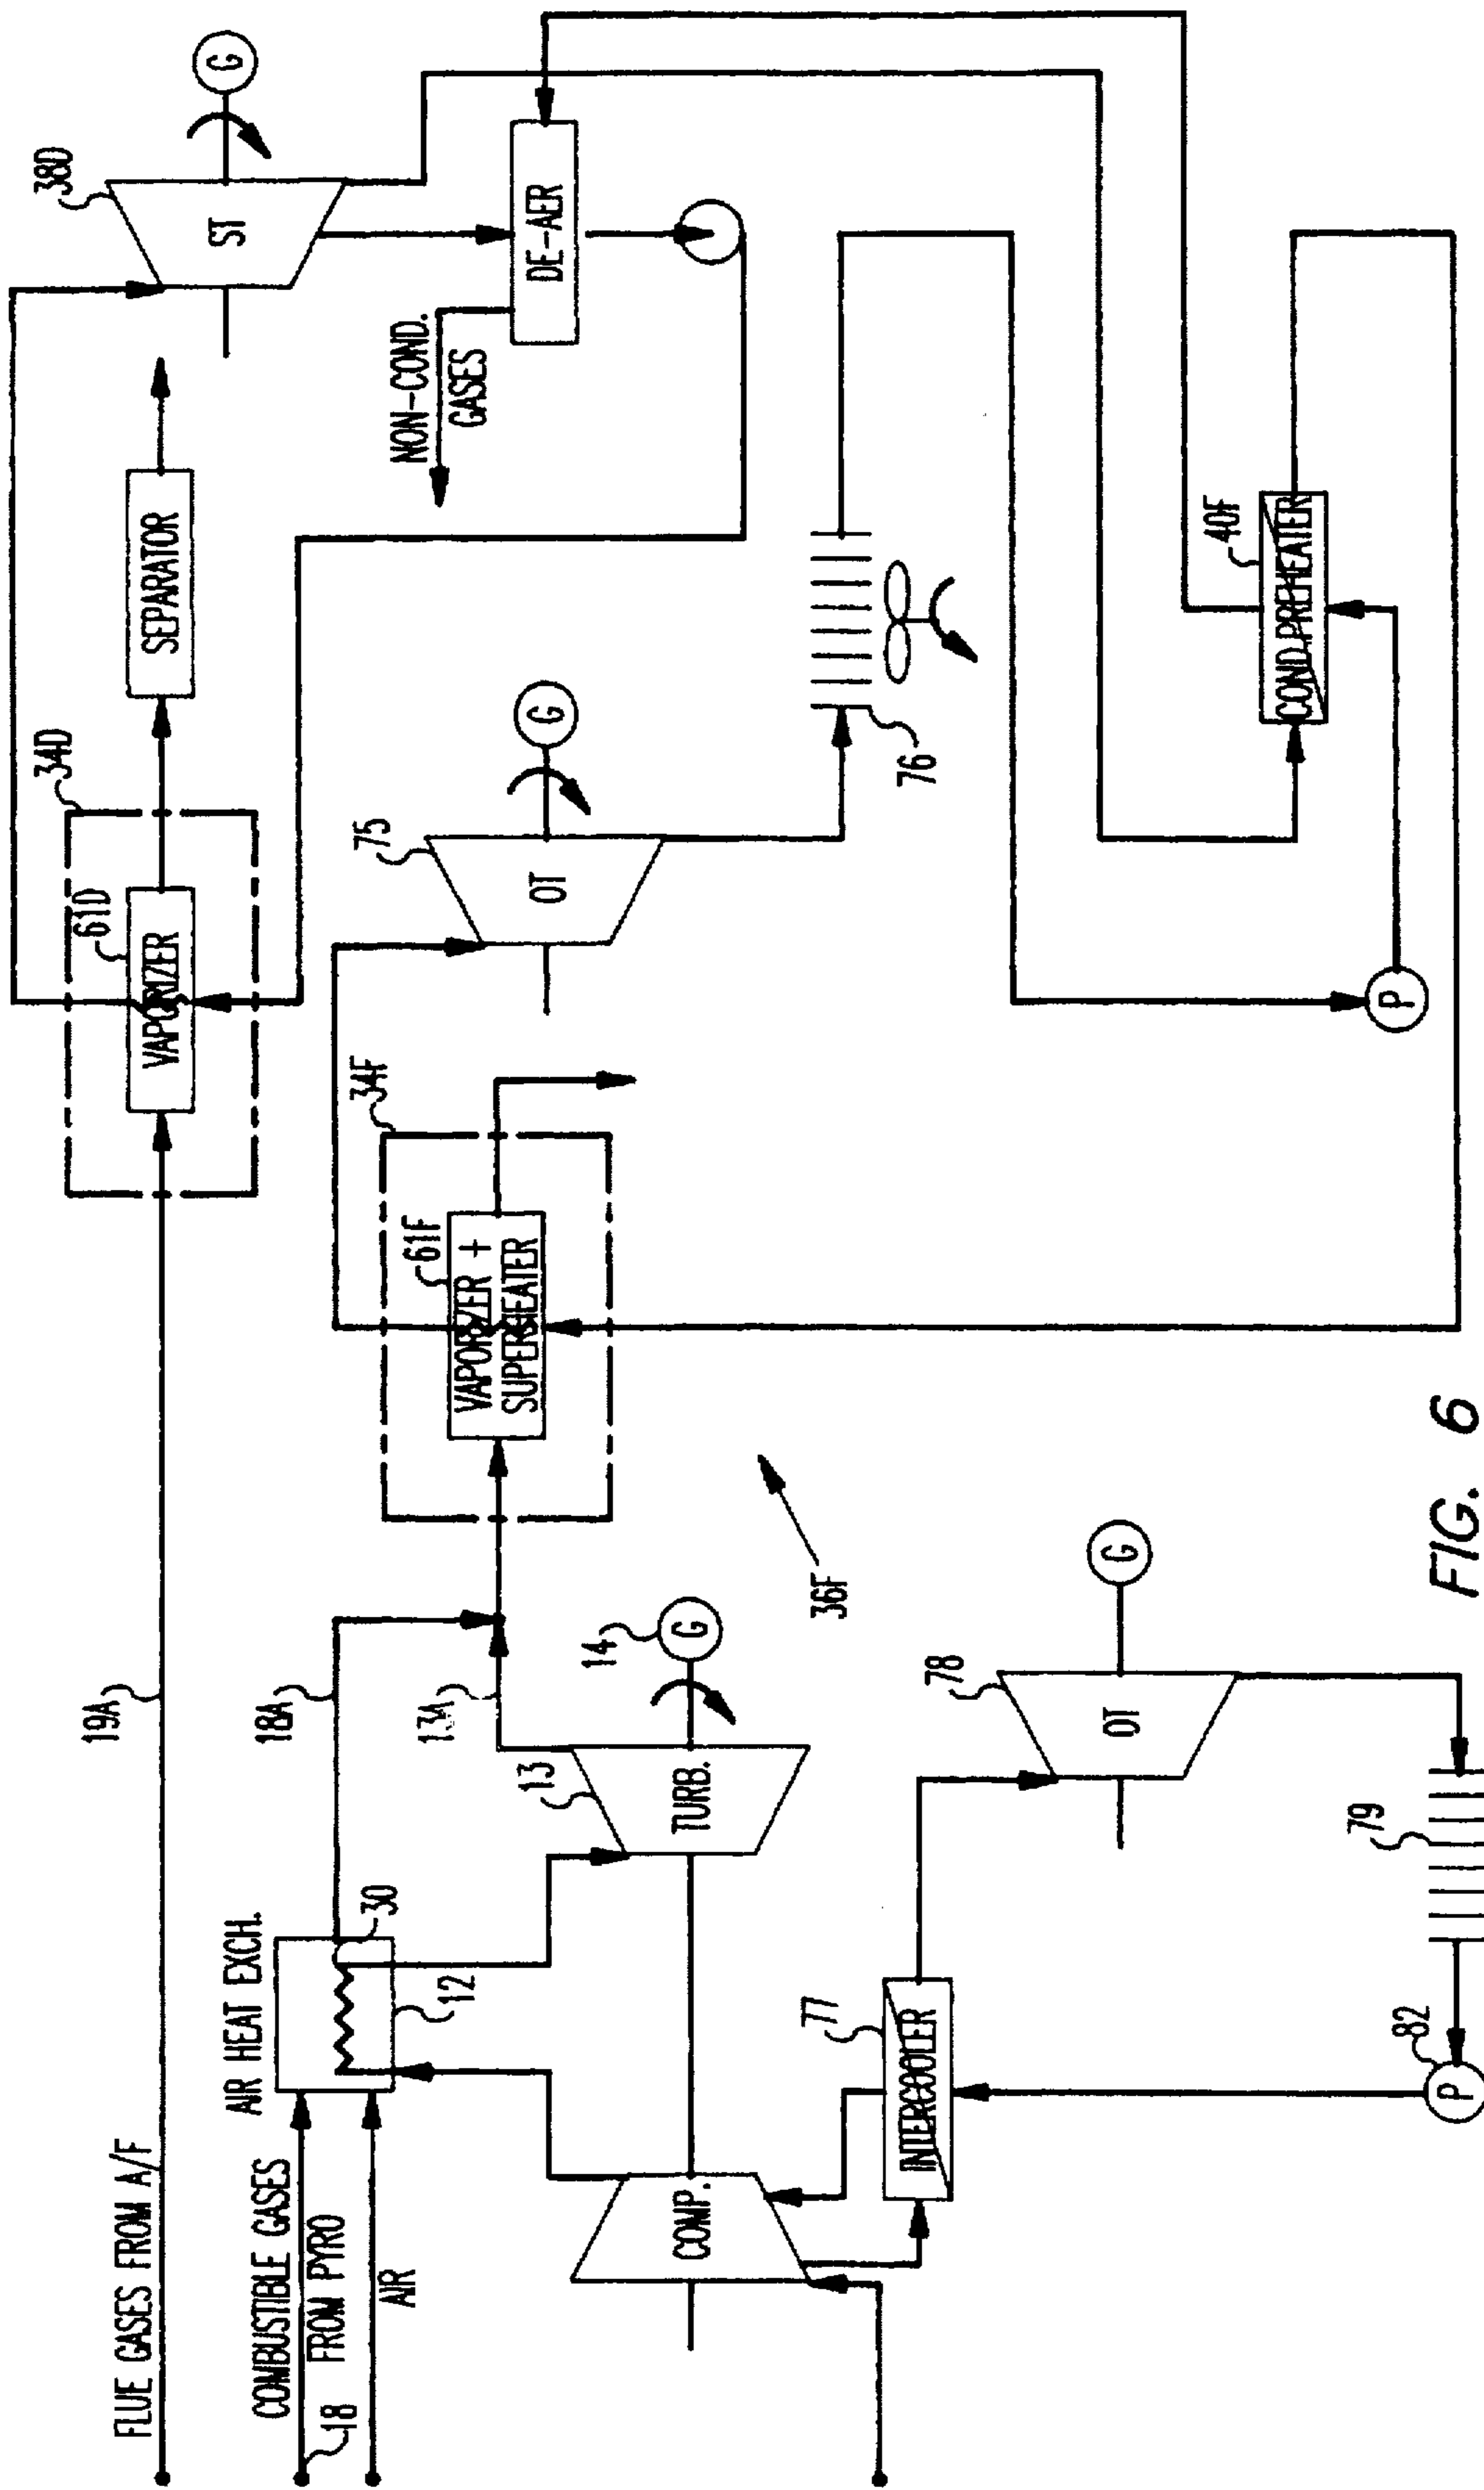 FLUE GASES FROM A/F
19A
34D
61D
VAPORIZER
SEPARATOR
38D
ST
G
COMBUSTIBLE GASES
FROM PYRO
18
AIR
AIR HEAT EXCH.
30
12
18A
13A
13
TURB.
14
G
COMP.
34F
61F
VAPORIZER +
SUPERHEATER
36F
75
OT
G
NON-COND.
GASES
DE-AER
76
77
INTERCOOLER
78
OT
G
79
82
P
P
40F
COND.PREHEATER
FIG. 6